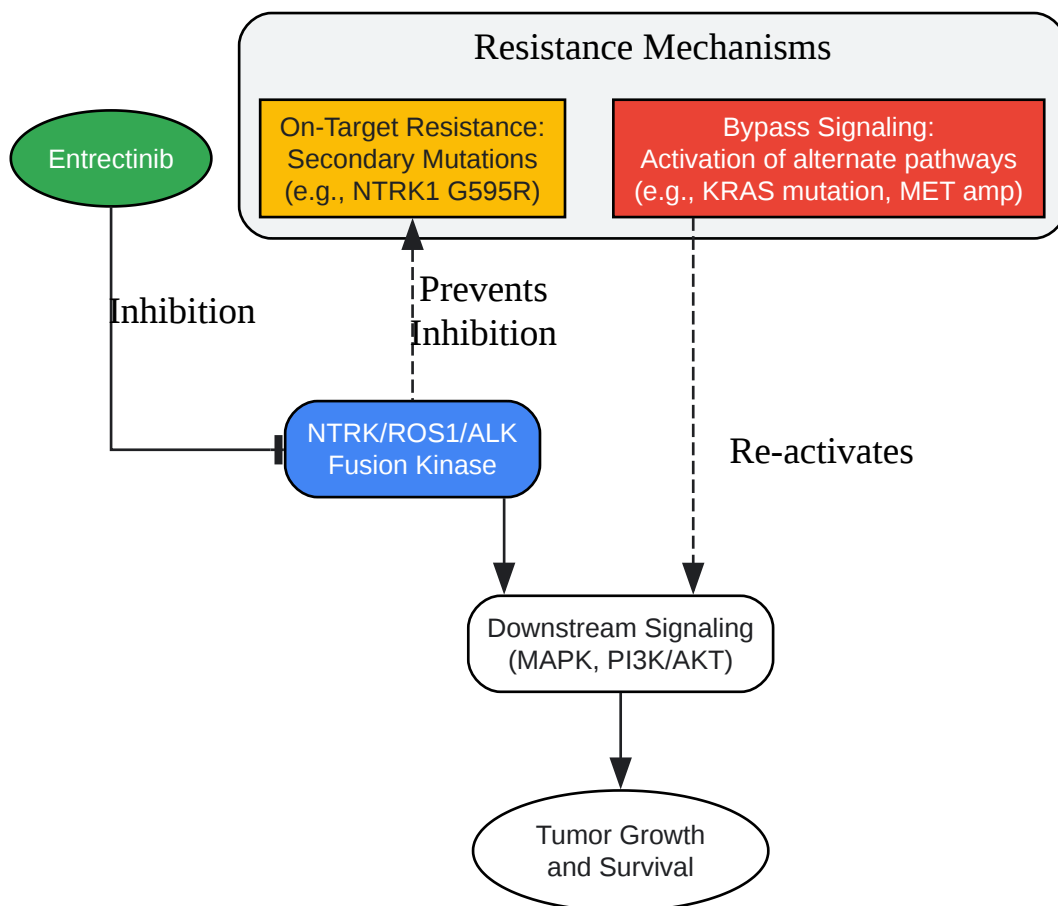 Resistance Mechanisms
Entrectinib
On-Target Resistance:
Secondary Mutations
(e.g., NTRK1 G595R)
Bypass Signaling:
Activation of alternate pathways
(e.g., KRAS mutation, MET amp)
Inhibition
Prevents
Inhibition
NTRK/ROS1/ALK
Fusion Kinase
Re-activates
Downstream Signaling
(MAPK, PI3K/AKT)
Tumor Growth
and Survival